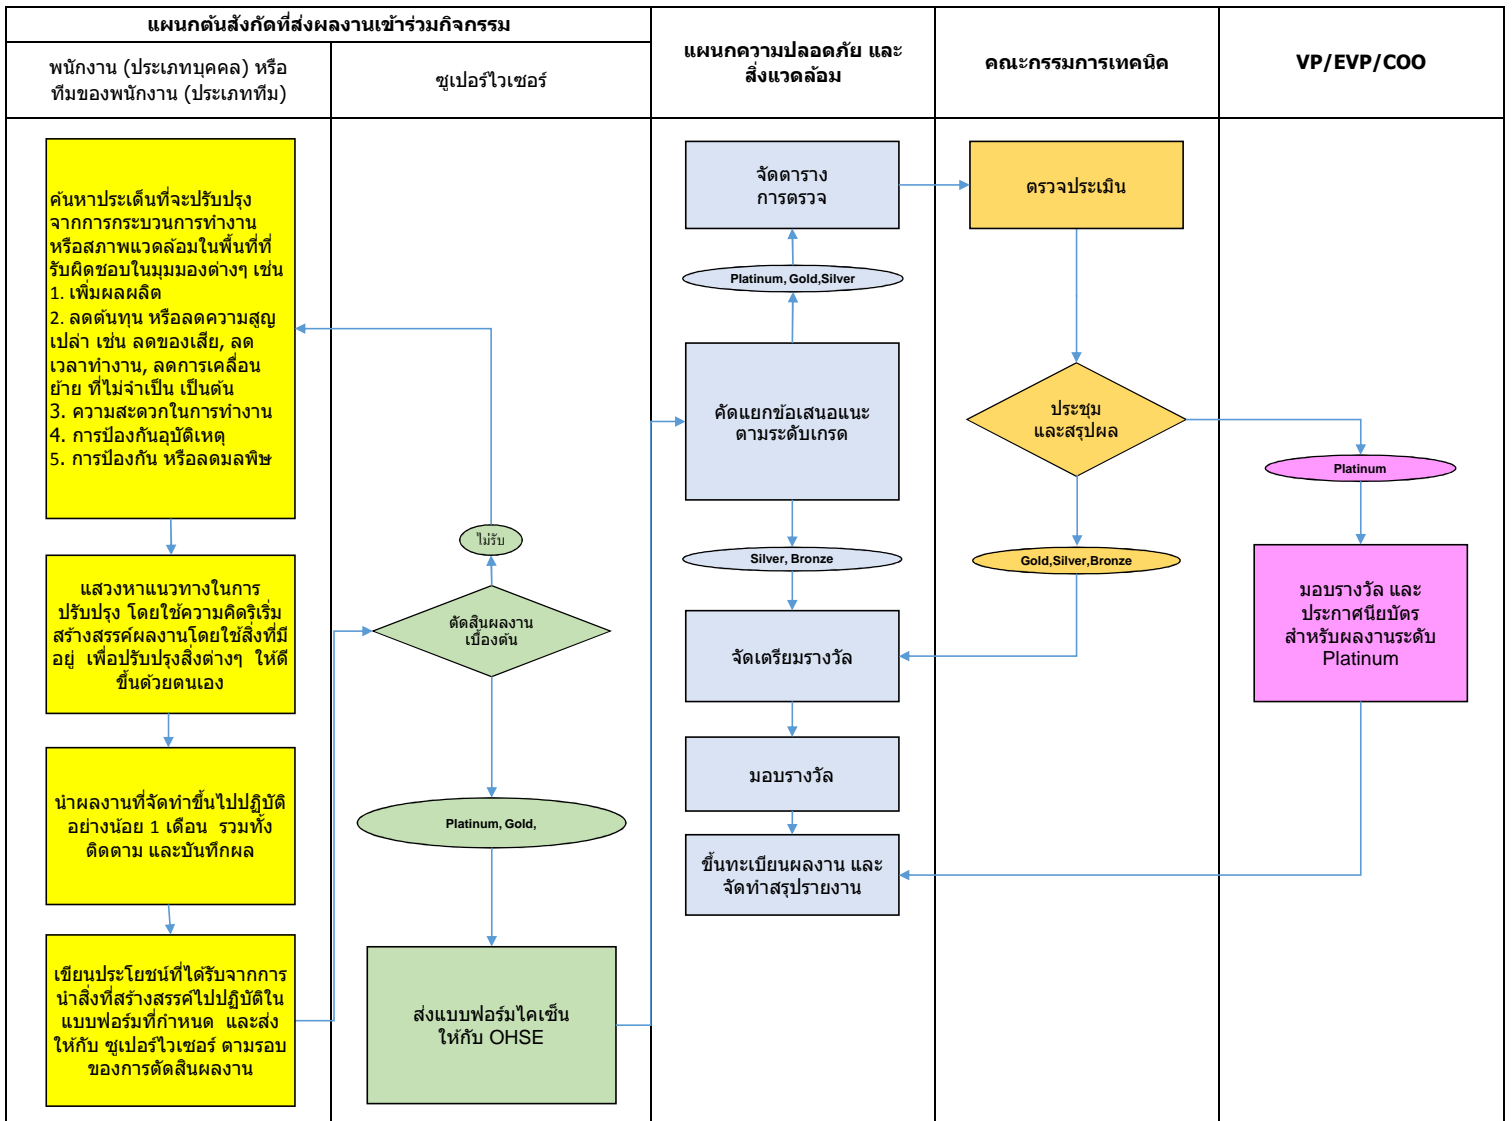 แผนกต้นสังกัดที่ส่งผลงานเข้าร่วมกิจกรรม
พนักงาน (ประเภทบุคคล) หรือ
ทีมของพนักงาน (ประเภททีม)
ซูเปอร์ไวเซอร์
แผนกความปลอดภัย และ
สิ่งแวดล้อม
คณะกรรมการเทคนิค
VP/EVP/COO
ค้นหาประเด็นที่จะปรับปรุง
จากการกระบวนการทำงาน
หรือสภาพแวดล้อมในพื้นที่ที่
รับผิดชอบในมุมมองต่างๆ เช่น
1. เพิ่มผลผลิต
2. ลดต้นทุน หรือลดความสูญ
เปล่า เช่น ลดของเสีย, ลด
เวลาทำงาน, ลดการเคลื่อน
ย้าย ที่ไม่จำเป็น เป็นต้น
3. ความสะดวกในการทำงาน
4. การป้องกันอุบัติเหตุ
5. การป้องกัน หรือลดมลพิษ
แสวงหาแนวทางในการ
ปรับปรุง โดยใช้ความคิดริเริ่ม
สร้างสรรค์ผลงานโดยใช้สิ่งที่มี
อยู่ เพื่อปรับปรุงสิ่งต่างๆ ให้ดี
ขึ้นด้วยตนเอง
นำผลงานที่จัดทำขึ้นไปปฏิบัติ
อย่างน้อย 1 เดือน รวมทั้ง
ติดตาม และบันทึกผล
เขียนประโยชน์ที่ได้รับจากการ
นำสิ่งที่สร้างสรรค์ไปปฏิบัติใน
แบบฟอร์มที่กำหนด และส่ง
ให้กับ ซูเปอร์ไวเซอร์ ตามรอบ
ของการตัดสินผลงาน
ไม่รับ
ตัดสินผลงาน
เบื้องต้น
Platinum, Gold,
ส่งแบบฟอร์มไคเซ็น
ให้กับ OHSE
จัดตาราง
การตรวจ
Platinum, Gold,Silver
คัดแยกข้อเสนอแนะ
ตามระดับเกรด
Silver, Bronze
จัดเตรียมรางวัล
มอบรางวัล
ขึ้นทะเบียนผลงาน และ
จัดทำสรุปรายงาน
ตรวจประเมิน
ประชุม
และสรุปผล
Gold,Silver,Bronze
Platinum
มอบรางวัล และ
ประกาศนียบัตร
สำหรับผลงานระดับ
Platinum